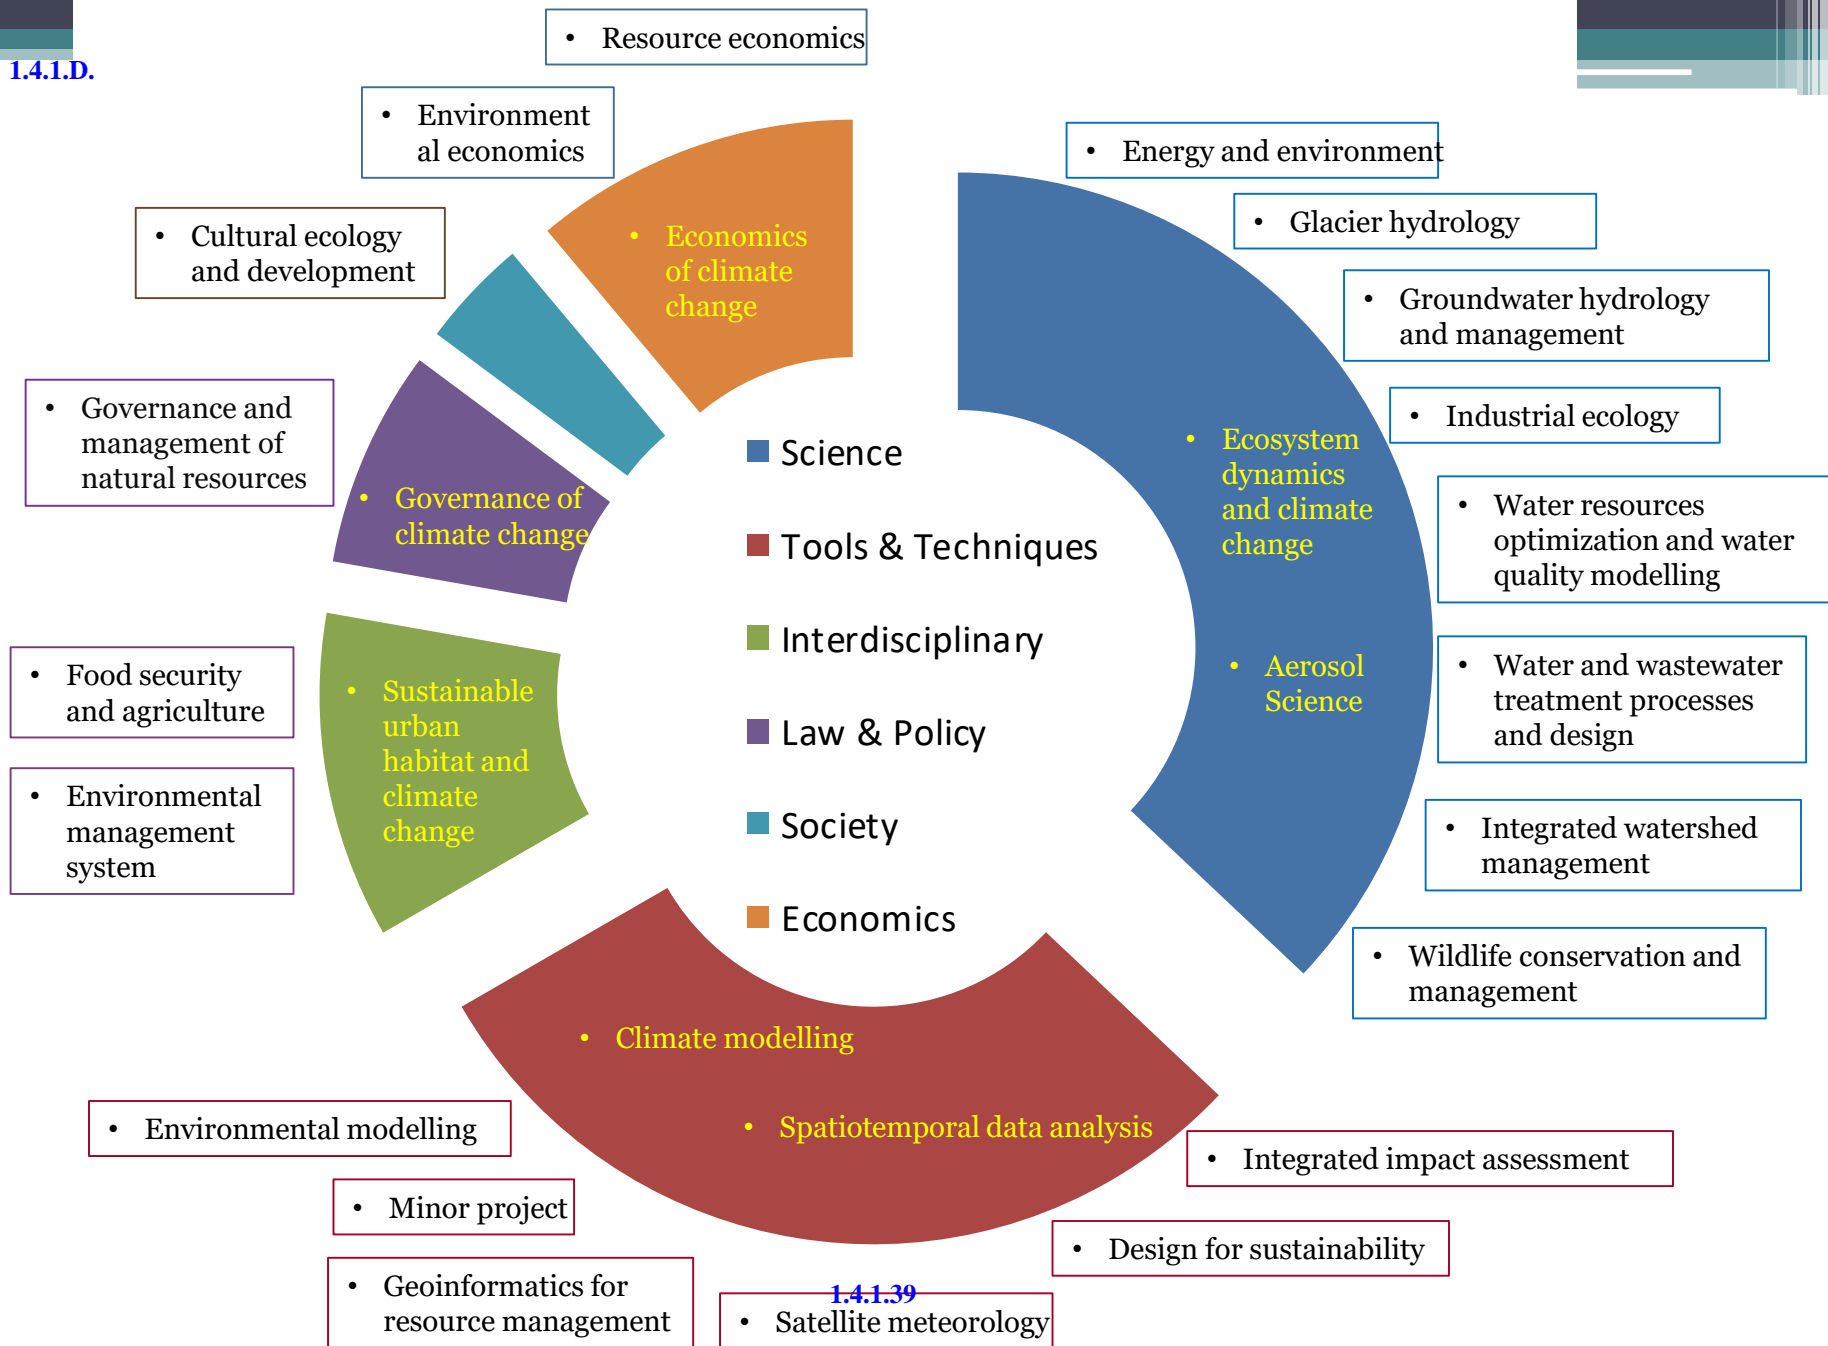 1.4.1.D.
• Resource economics
• Environment
al economics
• Cultural ecology
and development
• Governance and
management of
natural resources
• Food security
and agriculture
• Environmental
management
system
• Economics
of climate
change
• Governance of
climate change
• Sustainable
urban
habitat and
climate
change
Science
Tools & Techniques
Interdisciplinary
Law & Policy
Society
Economics
• Ecosystem
dynamics
and climate
change
• Aerosol
Science
• Energy and environment
• Glacier hydrology
• Groundwater hydrology
and management
• Industrial ecology
• Water resources
optimization and water
quality modelling
• Water and wastewater
treatment processes
and design
• Integrated watershed
management
• Wildlife conservation and
management
• Climate modelling
• Spatiotemporal data analysis
• Environmental modelling
• Minor project
• Geoinformatics for
resource management
• Integrated impact assessment
• Design for sustainability
1.4.1.39
• Satellite meteorology